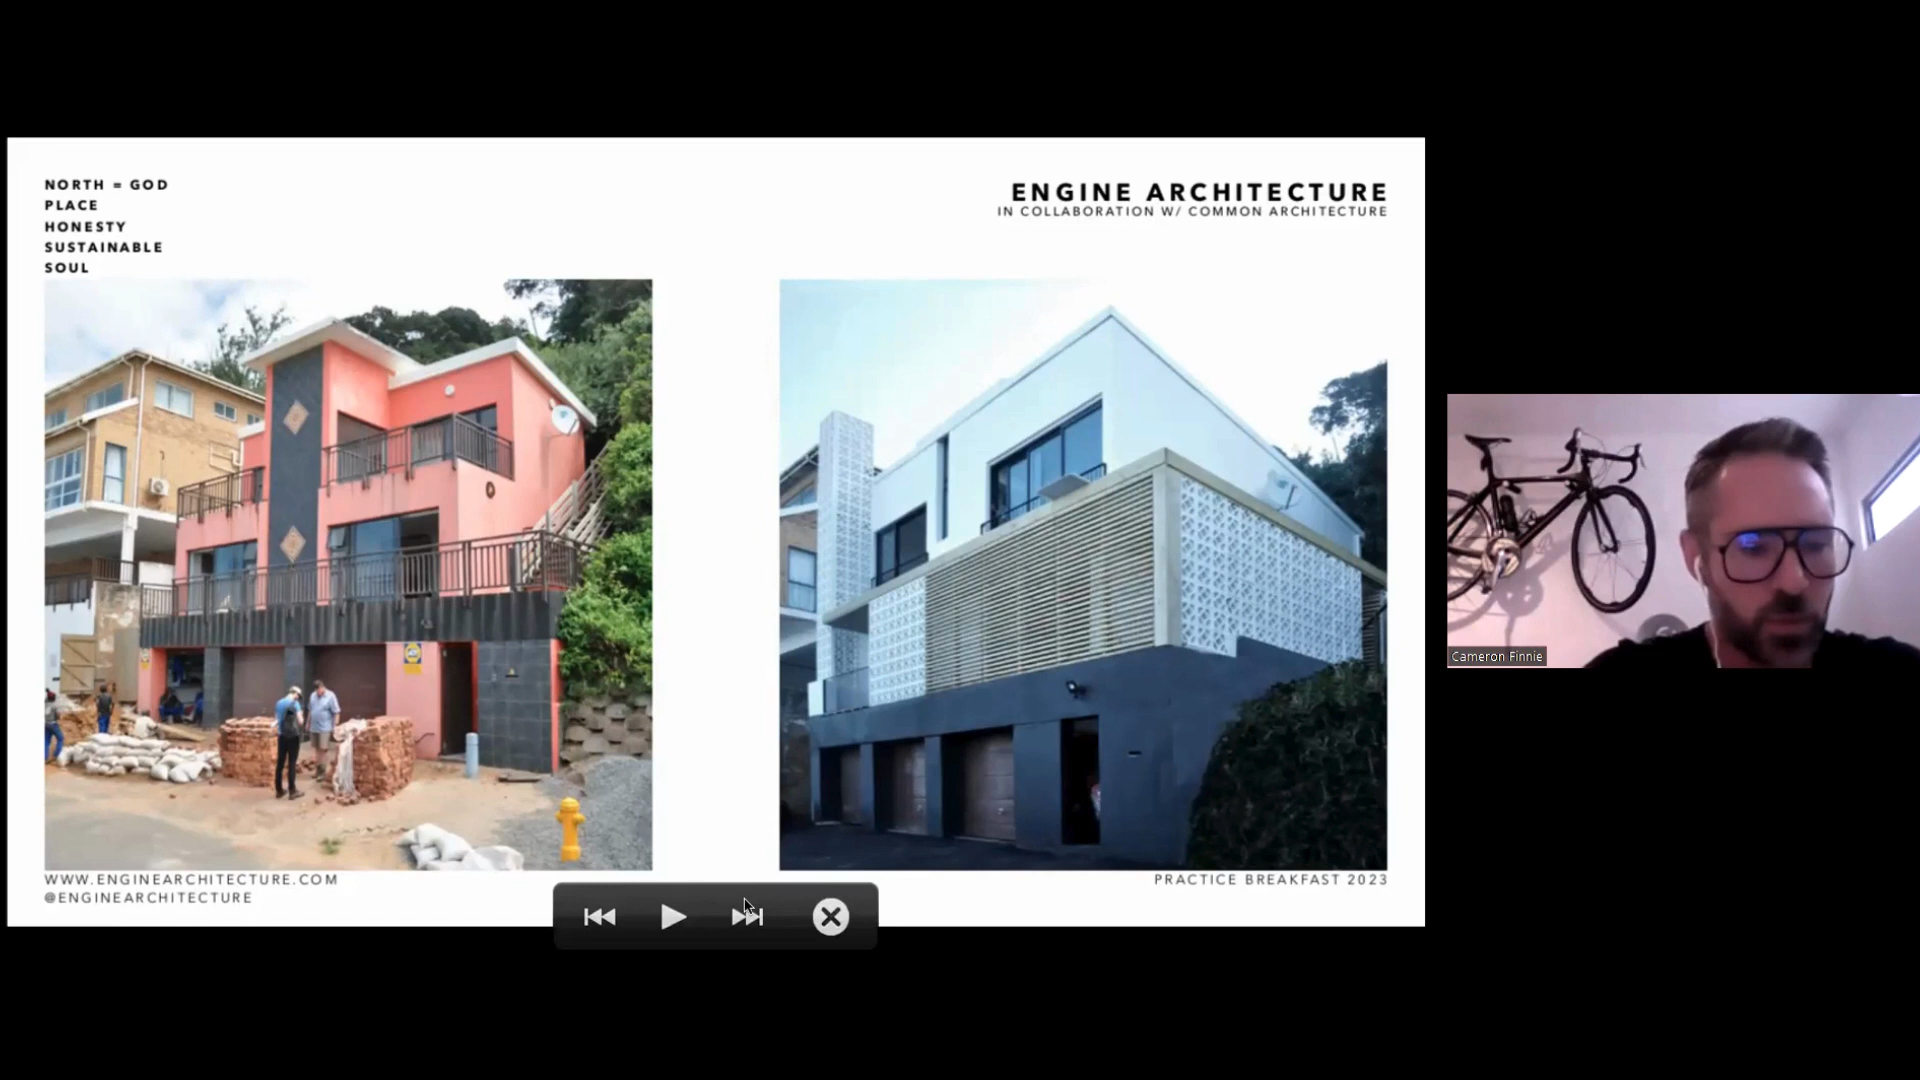 NORTH = GOD
PLACE
HONESTY
SUSTAINABLE
SOUL
ENGINE ARCHITECTURE
IN COLLABORATION W/ COMMON ARCHITECTURE
WWW.ENGINEARCHITECTURE.COM
@ENGINEARCHITECTURE
PRACTICE BREAKFAST 2023
Cameron Finnie